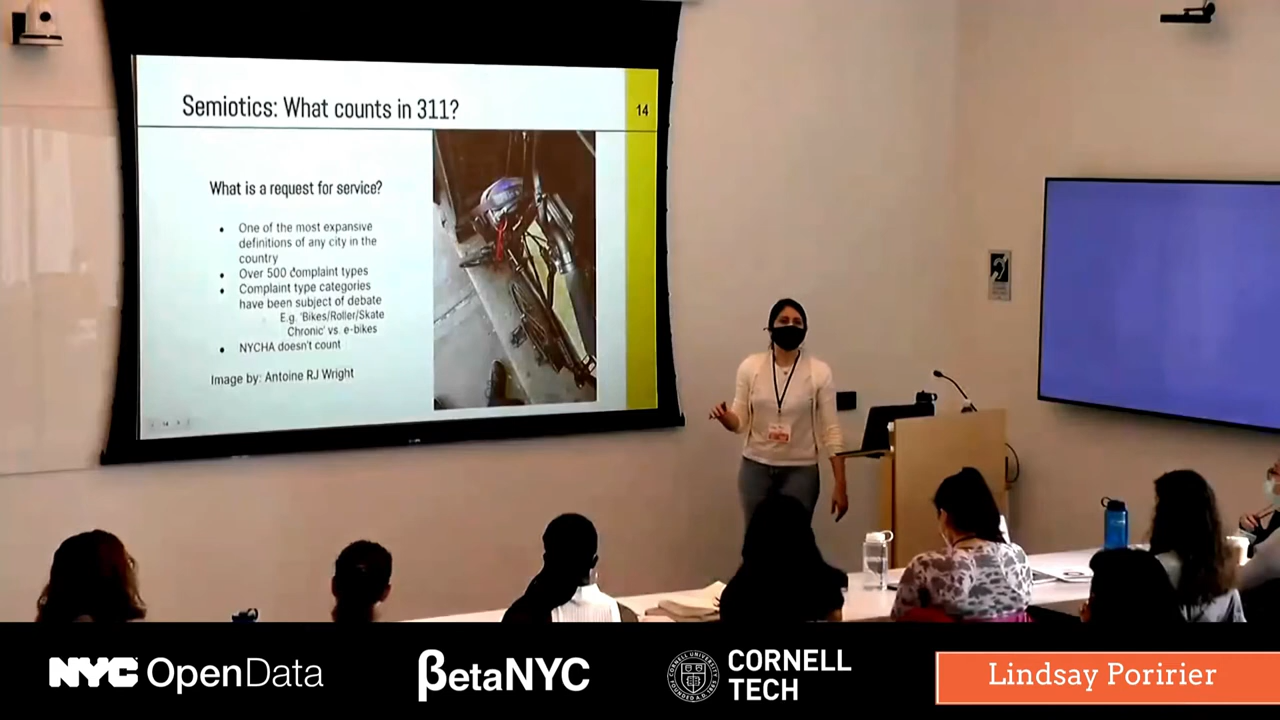 Semiotics: What counts in 311?
14
What is a request for service?
• One of the most expansive
definitions of any city in the
country
• Over 500 complaint types
• Complaint type categories
have been subject of debate
E.g. 'Bikes/Roller/Skate
Chronic' vs. e-bikes
• NYCHA doesn't count
Image by: Antoine RJ Wright
NYC OpenData
βetaNYC
CORNELL
TECH
Lindsay Poririer